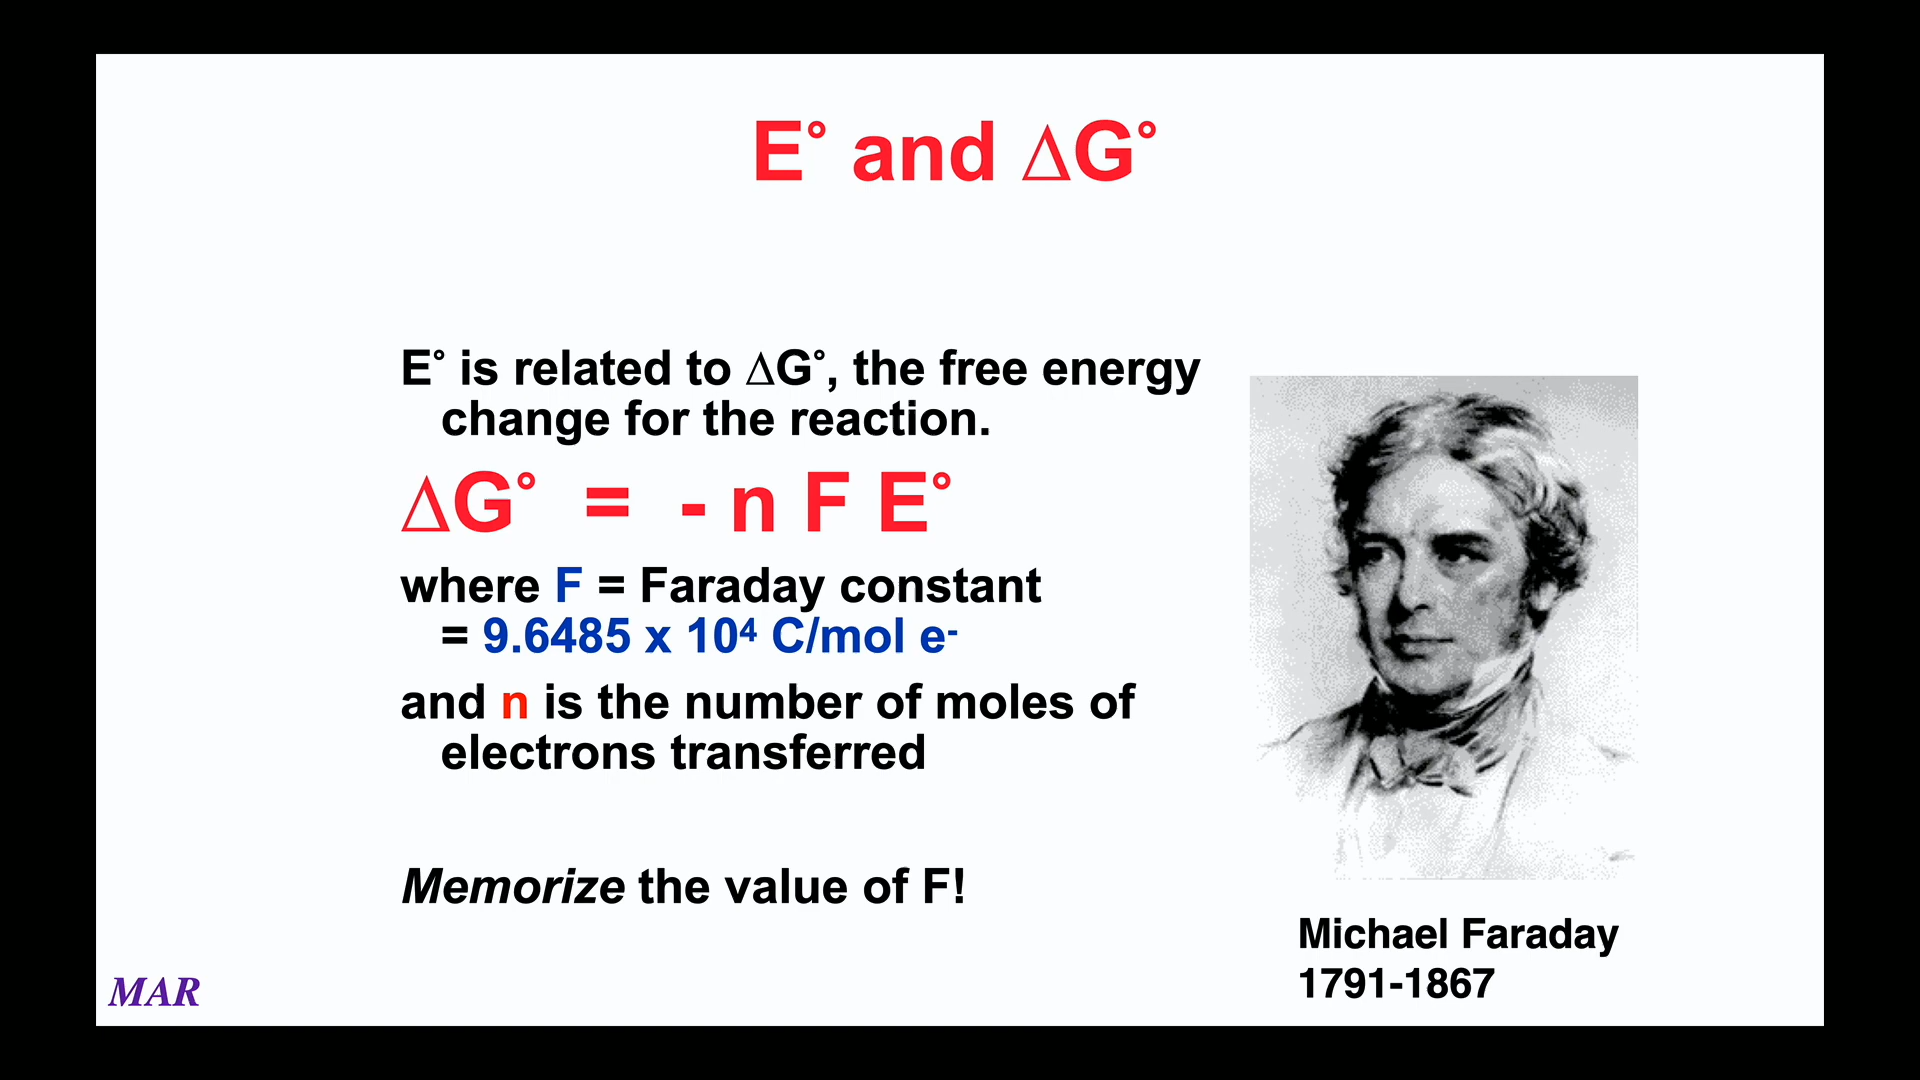 E° and ΔG°
E° is related to ΔG°, the free energy
change for the reaction.
ΔG° = - n F E°
where F = Faraday constant
= 9.6485 x 10⁴ C/mol e⁻
and n is the number of moles of
electrons transferred
Memorize the value of F!
Michael Faraday
1791-1867
MAR